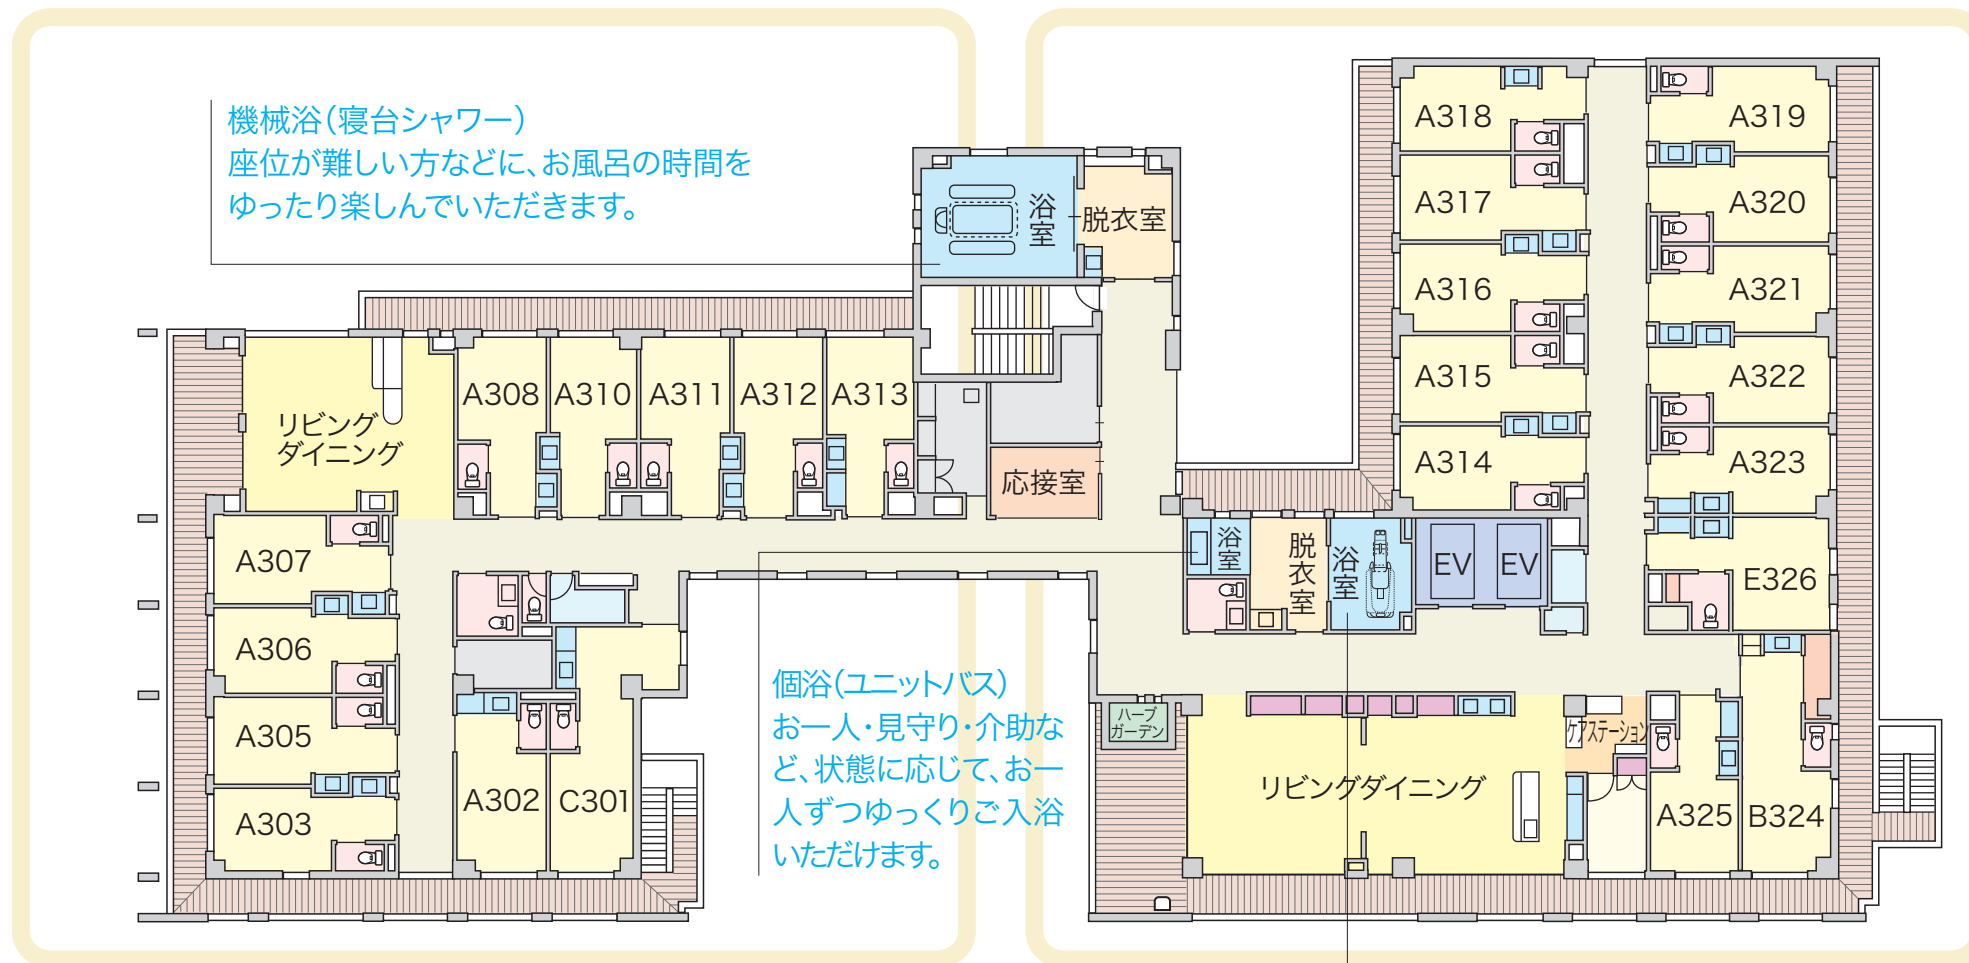 機械浴(寝台シャワー)
座位が難しい方などに、お風呂の時間を
ゆったり楽しんでいただきます。
浴室
脱衣室
A318
A319
A317
A320
A316
A321
A315
A322
A314
A323
リビング
ダイニング
A308
A310
A311
A312
A313
応接室
A307
A306
A305
A303
A302
C301
浴室
脱衣室
浴室
EV
EV
E326
個浴(ユニットバス)
お一人・見守り・介助な
ど、状態に応じて、お一
人ずつゆっくりご入浴
いただけます。
ハーブ
ガーデン
リビングダイニング
ケアステーション
A325
B324